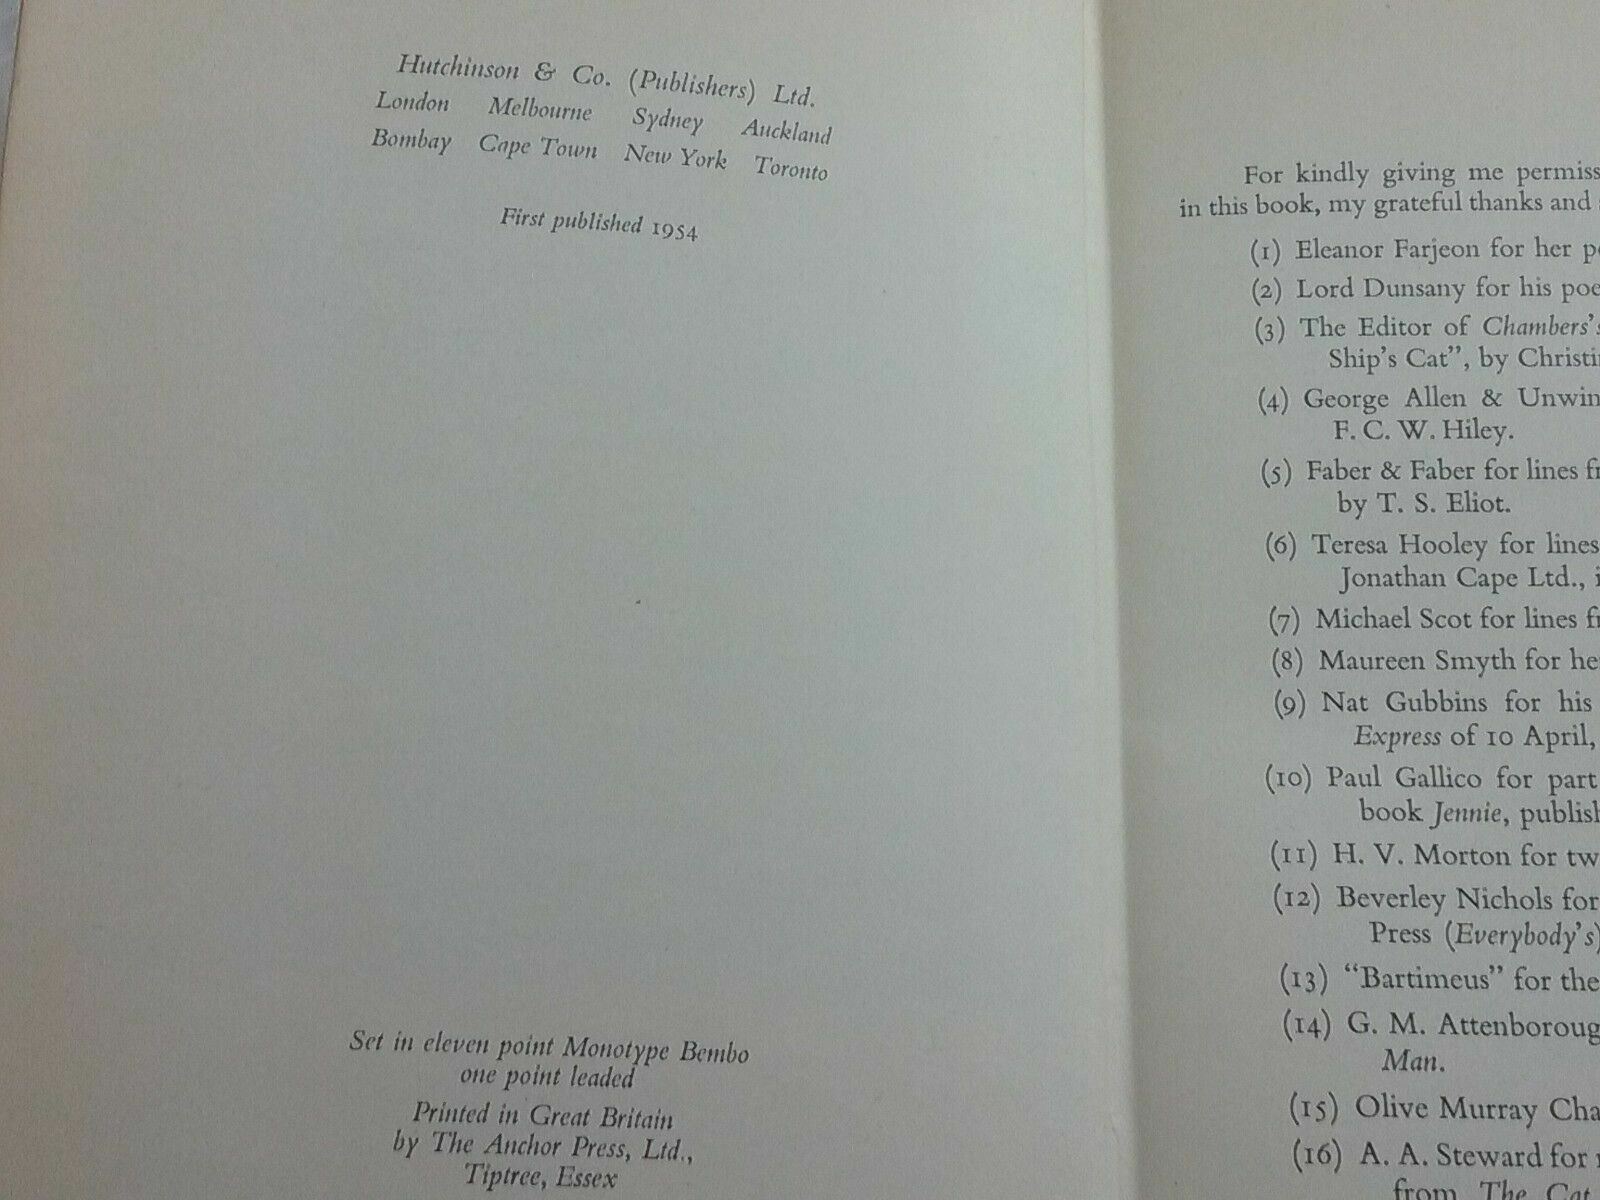 Hutchinson & Co. (Publishers) Ltd.
London Melbourne Sydney Auckland
Bombay Cape Town New York Toronto
First published 1954
Set in eleven point Monotype Bembo
one point leaded
Printed in Great Britain
by The Anchor Press, Ltd.,
Tiptree, Essex
For kindly giving me permiss
in this book, my grateful thanks and
(1) Eleanor Farjeon for her p
(2) Lord Dunsany for his poe
(3) The Editor of Chambers's
Ship's Cat", by Christi
(4) George Allen & Unwin
F. C. W. Hiley.
(5) Faber & Faber for lines f
by T. S. Eliot.
(6) Teresa Hooley for lines
Jonathan Cape Ltd., i
(7) Michael Scot for lines f
(8) Maureen Smyth for he
(9) Nat Gubbins for his
Express of 10 April,
(10) Paul Gallico for part
book Jennie, publish
(11) H. V. Morton for tw
(12) Beverley Nichols for
Press (Everybody's)
(13) "Bartimeus" for the
(14) G. M. Attenboroug
Man.
(15) Olive Murray Cha
(16) A. A. Steward for
from The Cat